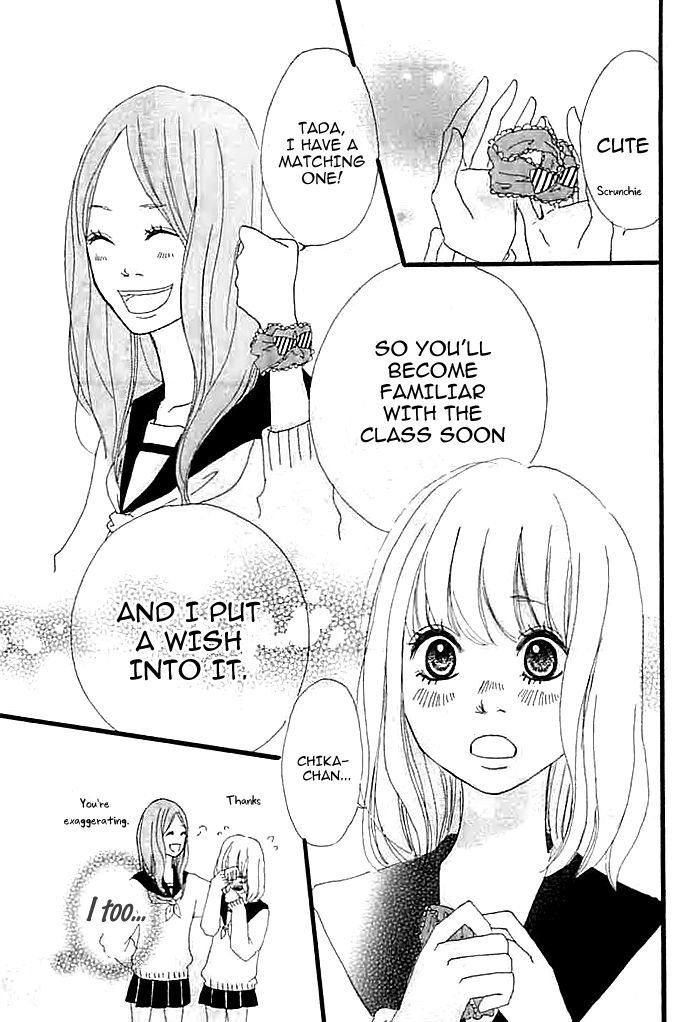 CUTE
Scrunchie
TADA,
I HAVE A
MATCHING
ONE!
SO YOU'LL
BECOME
FAMILIAR
WITH THE
CLASS SOON
AND I PUT
A WISH
INTO IT.
CHIKA-
CHAN...
Thanks
You're
exaggerating.
I too...